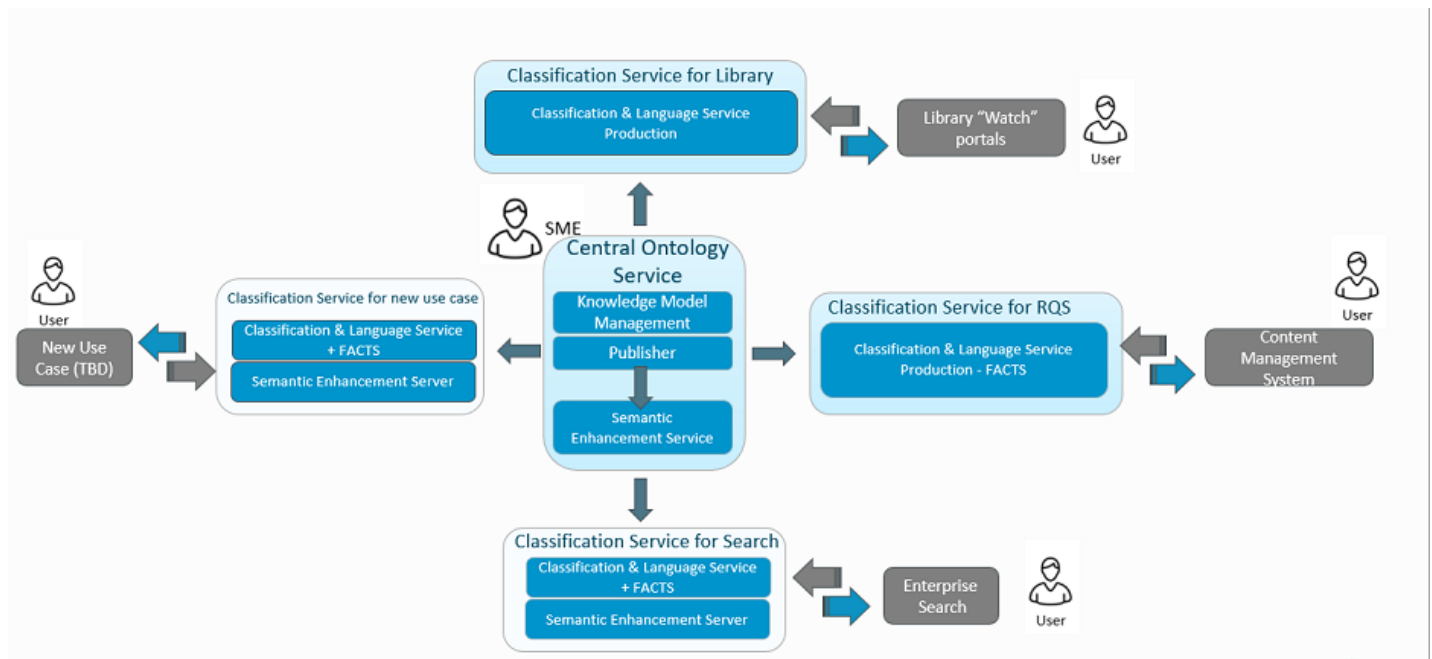 Classification Service for Library
Classification & Language Service
Production
Library “Watch”
portals
User
SME
Central Ontology
Service
Knowledge Model
Management
Publisher
Semantic
Enhancement Service
User
New Use
Case (TBD)
Classification Service for new use case
Classification & Language Service
+ FACTS
Semantic Enhancement Server
Classification Service for RQS
Classification & Language Service
Production - FACTS
User
Content
Management
System
Classification Service for Search
Classification & Language Service
+ FACTS
Semantic Enhancement Server
Enterprise
Search
User